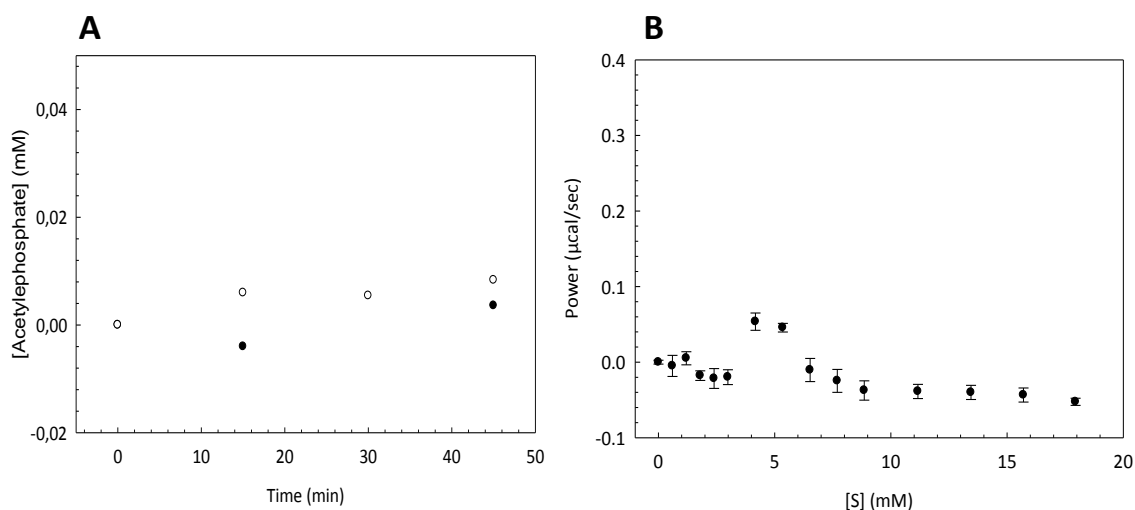 A
[Acetylephosphate] (mM)
0,04
0,02
0,00
-0,02
0 10 20 30 40 50
Time (min)
B
Power (µcal/sec)
0.4
0.3
0.2
0.1
0.0
-0.1
0 5 10 15 20
[S] (mM)